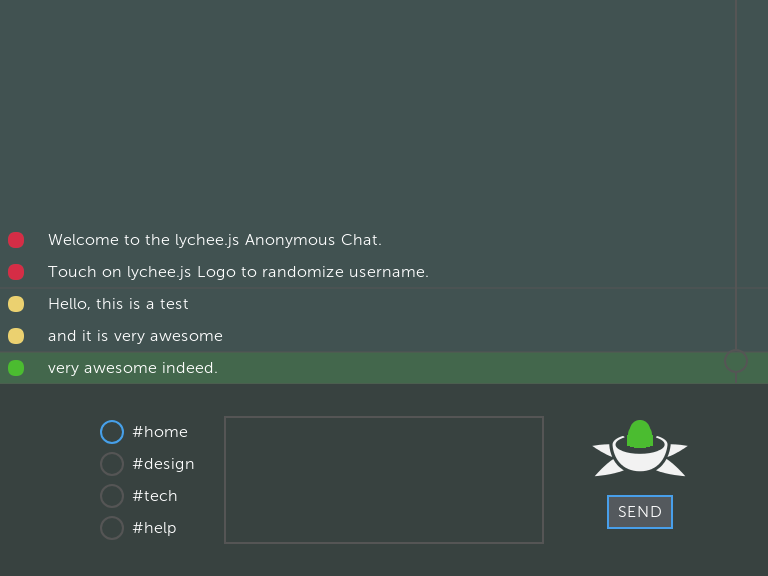 Welcome to the lychee.js Anonymous Chat.
Touch on lychee.js Logo to randomize username.
Hello, this is a test
and it is very awesome
very awesome indeed.
#home
#design
#tech
#help
SEND